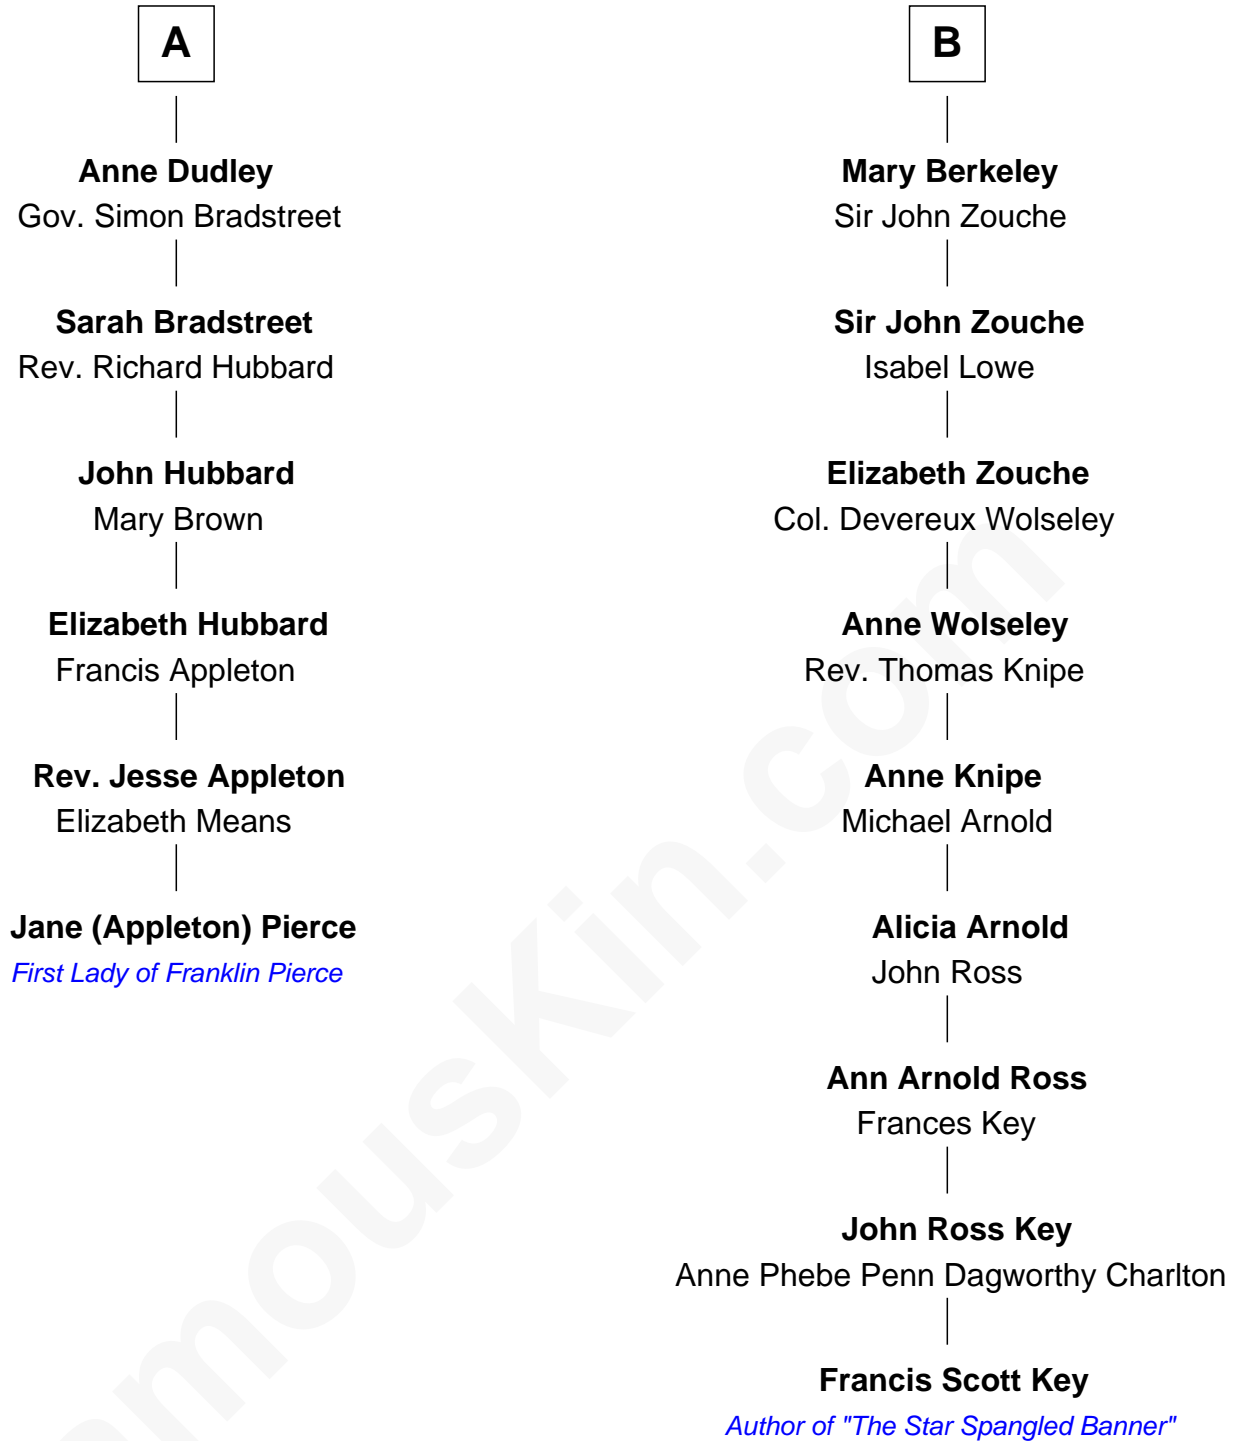 A
Anne Dudley
Gov. Simon Bradstreet
Sarah Bradstreet
Rev. Richard Hubbard
John Hubbard
Mary Brown
Elizabeth Hubbard
Francis Appleton
Rev. Jesse Appleton
Elizabeth Means
Jane (Appleton) Pierce
First Lady of Franklin Pierce
B
Mary Berkeley
Sir John Zouche
Sir John Zouche
Isabel Lowe
Elizabeth Zouche
Col. Devereux Wolseley
Anne Wolseley
Rev. Thomas Knipe
Anne Knipe
Michael Arnold
Alicia Arnold
John Ross
Ann Arnold Ross
Frances Key
John Ross Key
Anne Phebe Penn Dagworthy Charlton
Francis Scott Key
Author of "The Star Spangled Banner"
amouskin.com